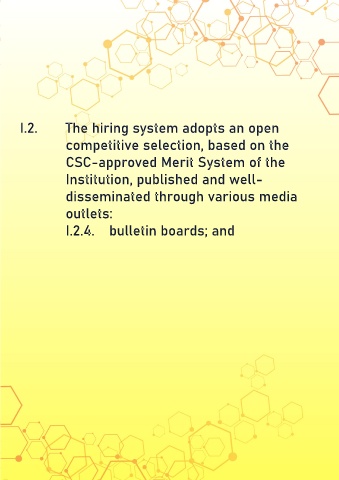 I.2. The hiring system adopts an open
competitive selection, based on the
CSC-approved Merit System of the
Institution, published and well-
disseminated through various media
outlets:
I.2.4. bulletin boards; and